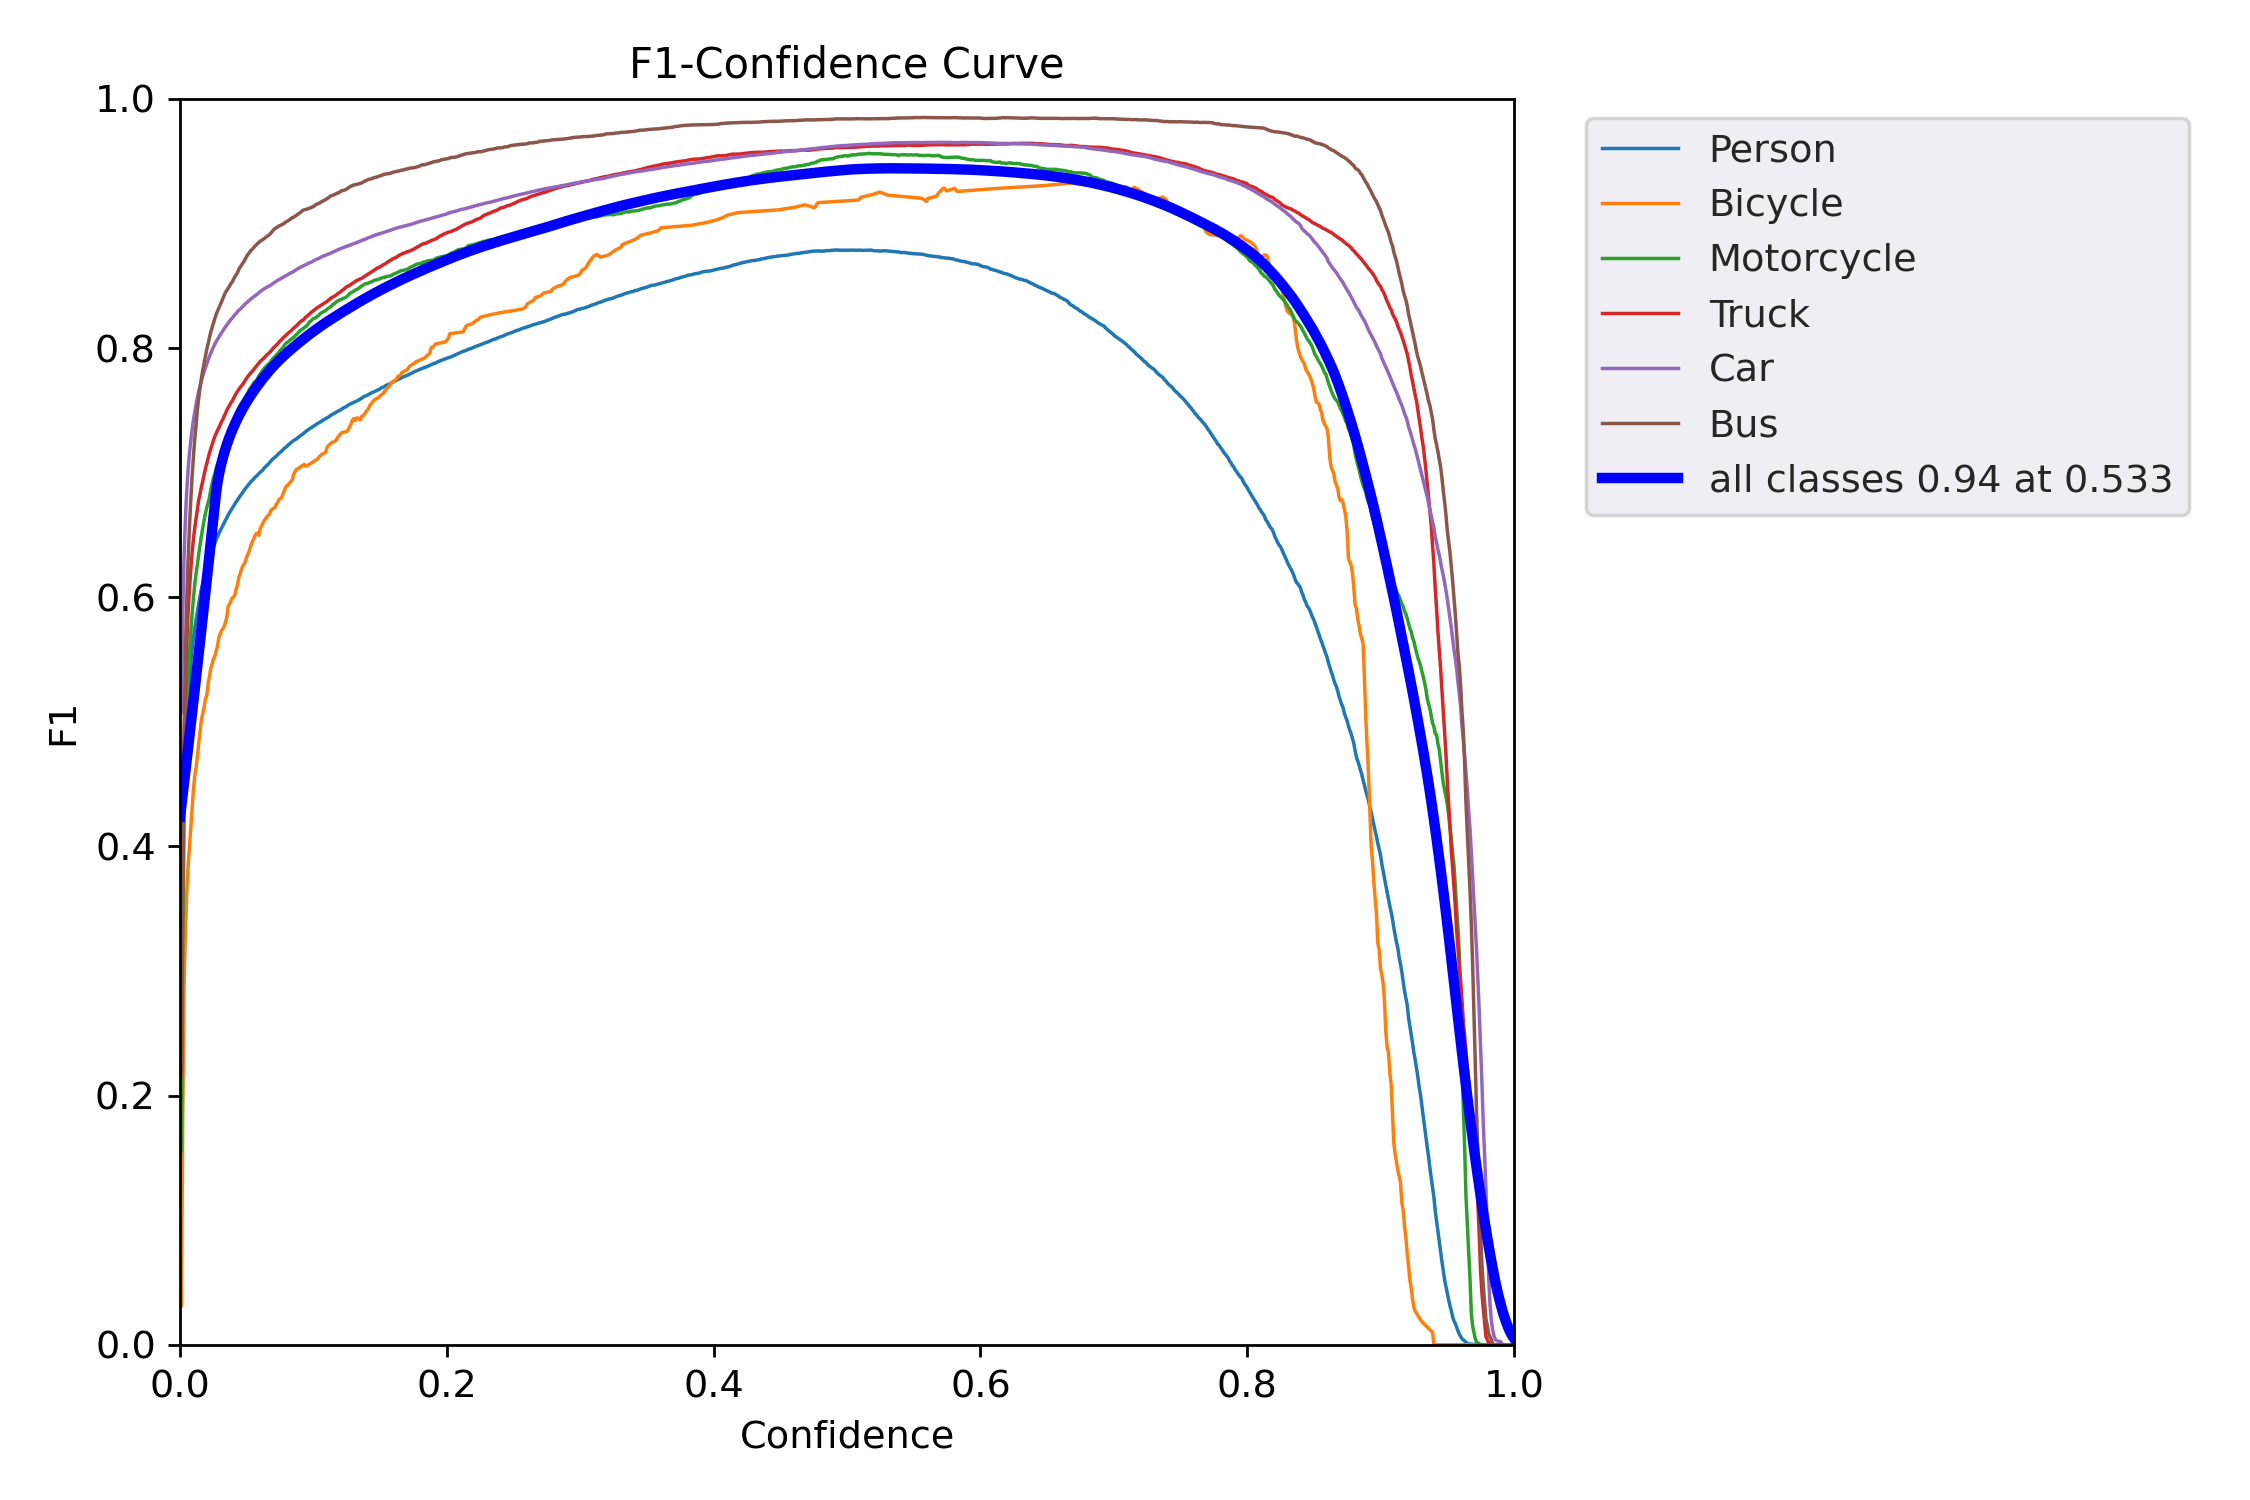 F1-Confidence Curve
1.0
0.8
0.6
0.4
0.2
0.0
F1
0.0 0.2 0.4 0.6 0.8 1.0
Confidence
Person
Bicycle
Motorcycle
Truck
Car
Bus
all classes 0.94 at 0.533